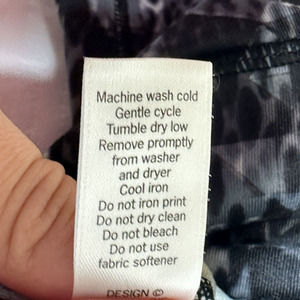 Machine wash cold
Gentle cycle
Tumble dry low
Remove promptly
from washer
and dryer
Cool iron
Do not iron print
Do not dry clean
Do not bleach
Do not use
fabric softener
DESIGN ©